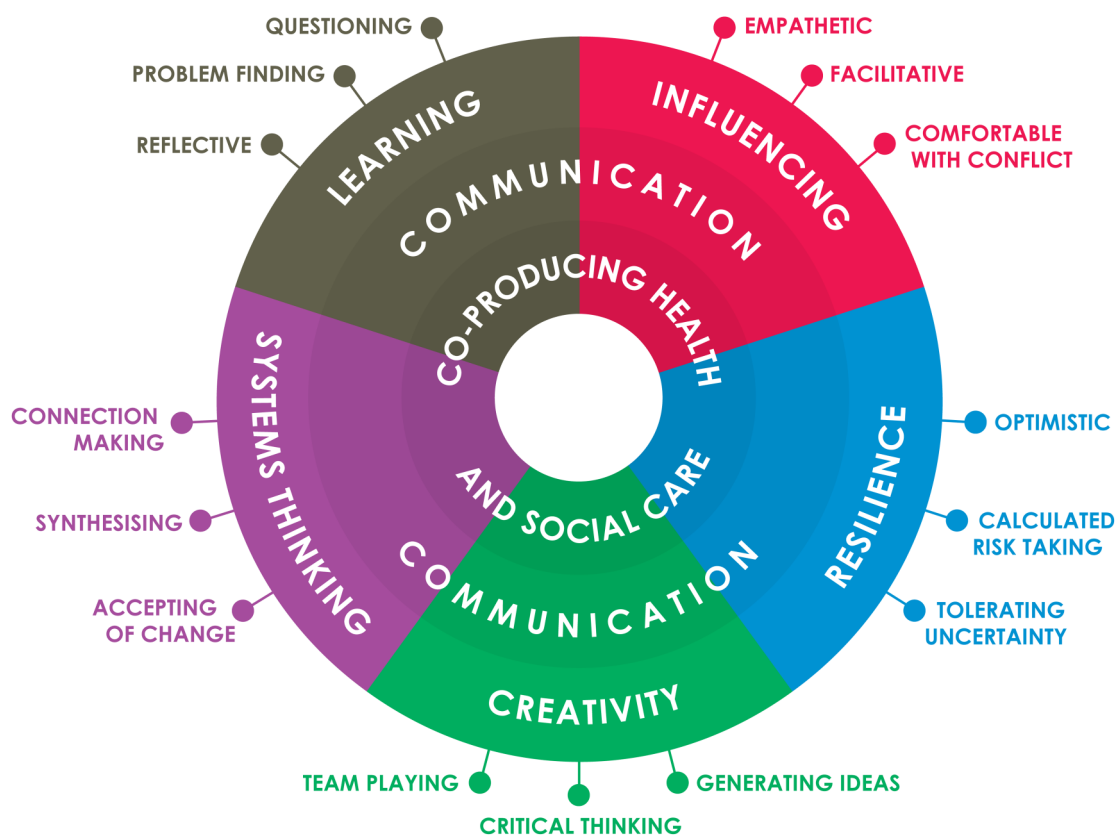 QUESTIONING
PROBLEM FINDING
REFLECTIVE
LEARNING
EMPATHETIC
FACILITATIVE
COMFORTABLE
WITH CONFLICT
INFLUENCING
COMMUNICATION
CO-PRODUCING HEALTH
AND SOCIAL CARE
COMMUNICATION
SYSTEMS THINKING
CONNECTION
MAKING
SYNTHESISING
ACCEPTING
OF CHANGE
RESILIENCE
OPTIMISTIC
CALCULATED
RISK TAKING
TOLERATING
UNCERTAINTY
CREATIVITY
TEAM PLAYING
CRITICAL THINKING
GENERATING IDEAS